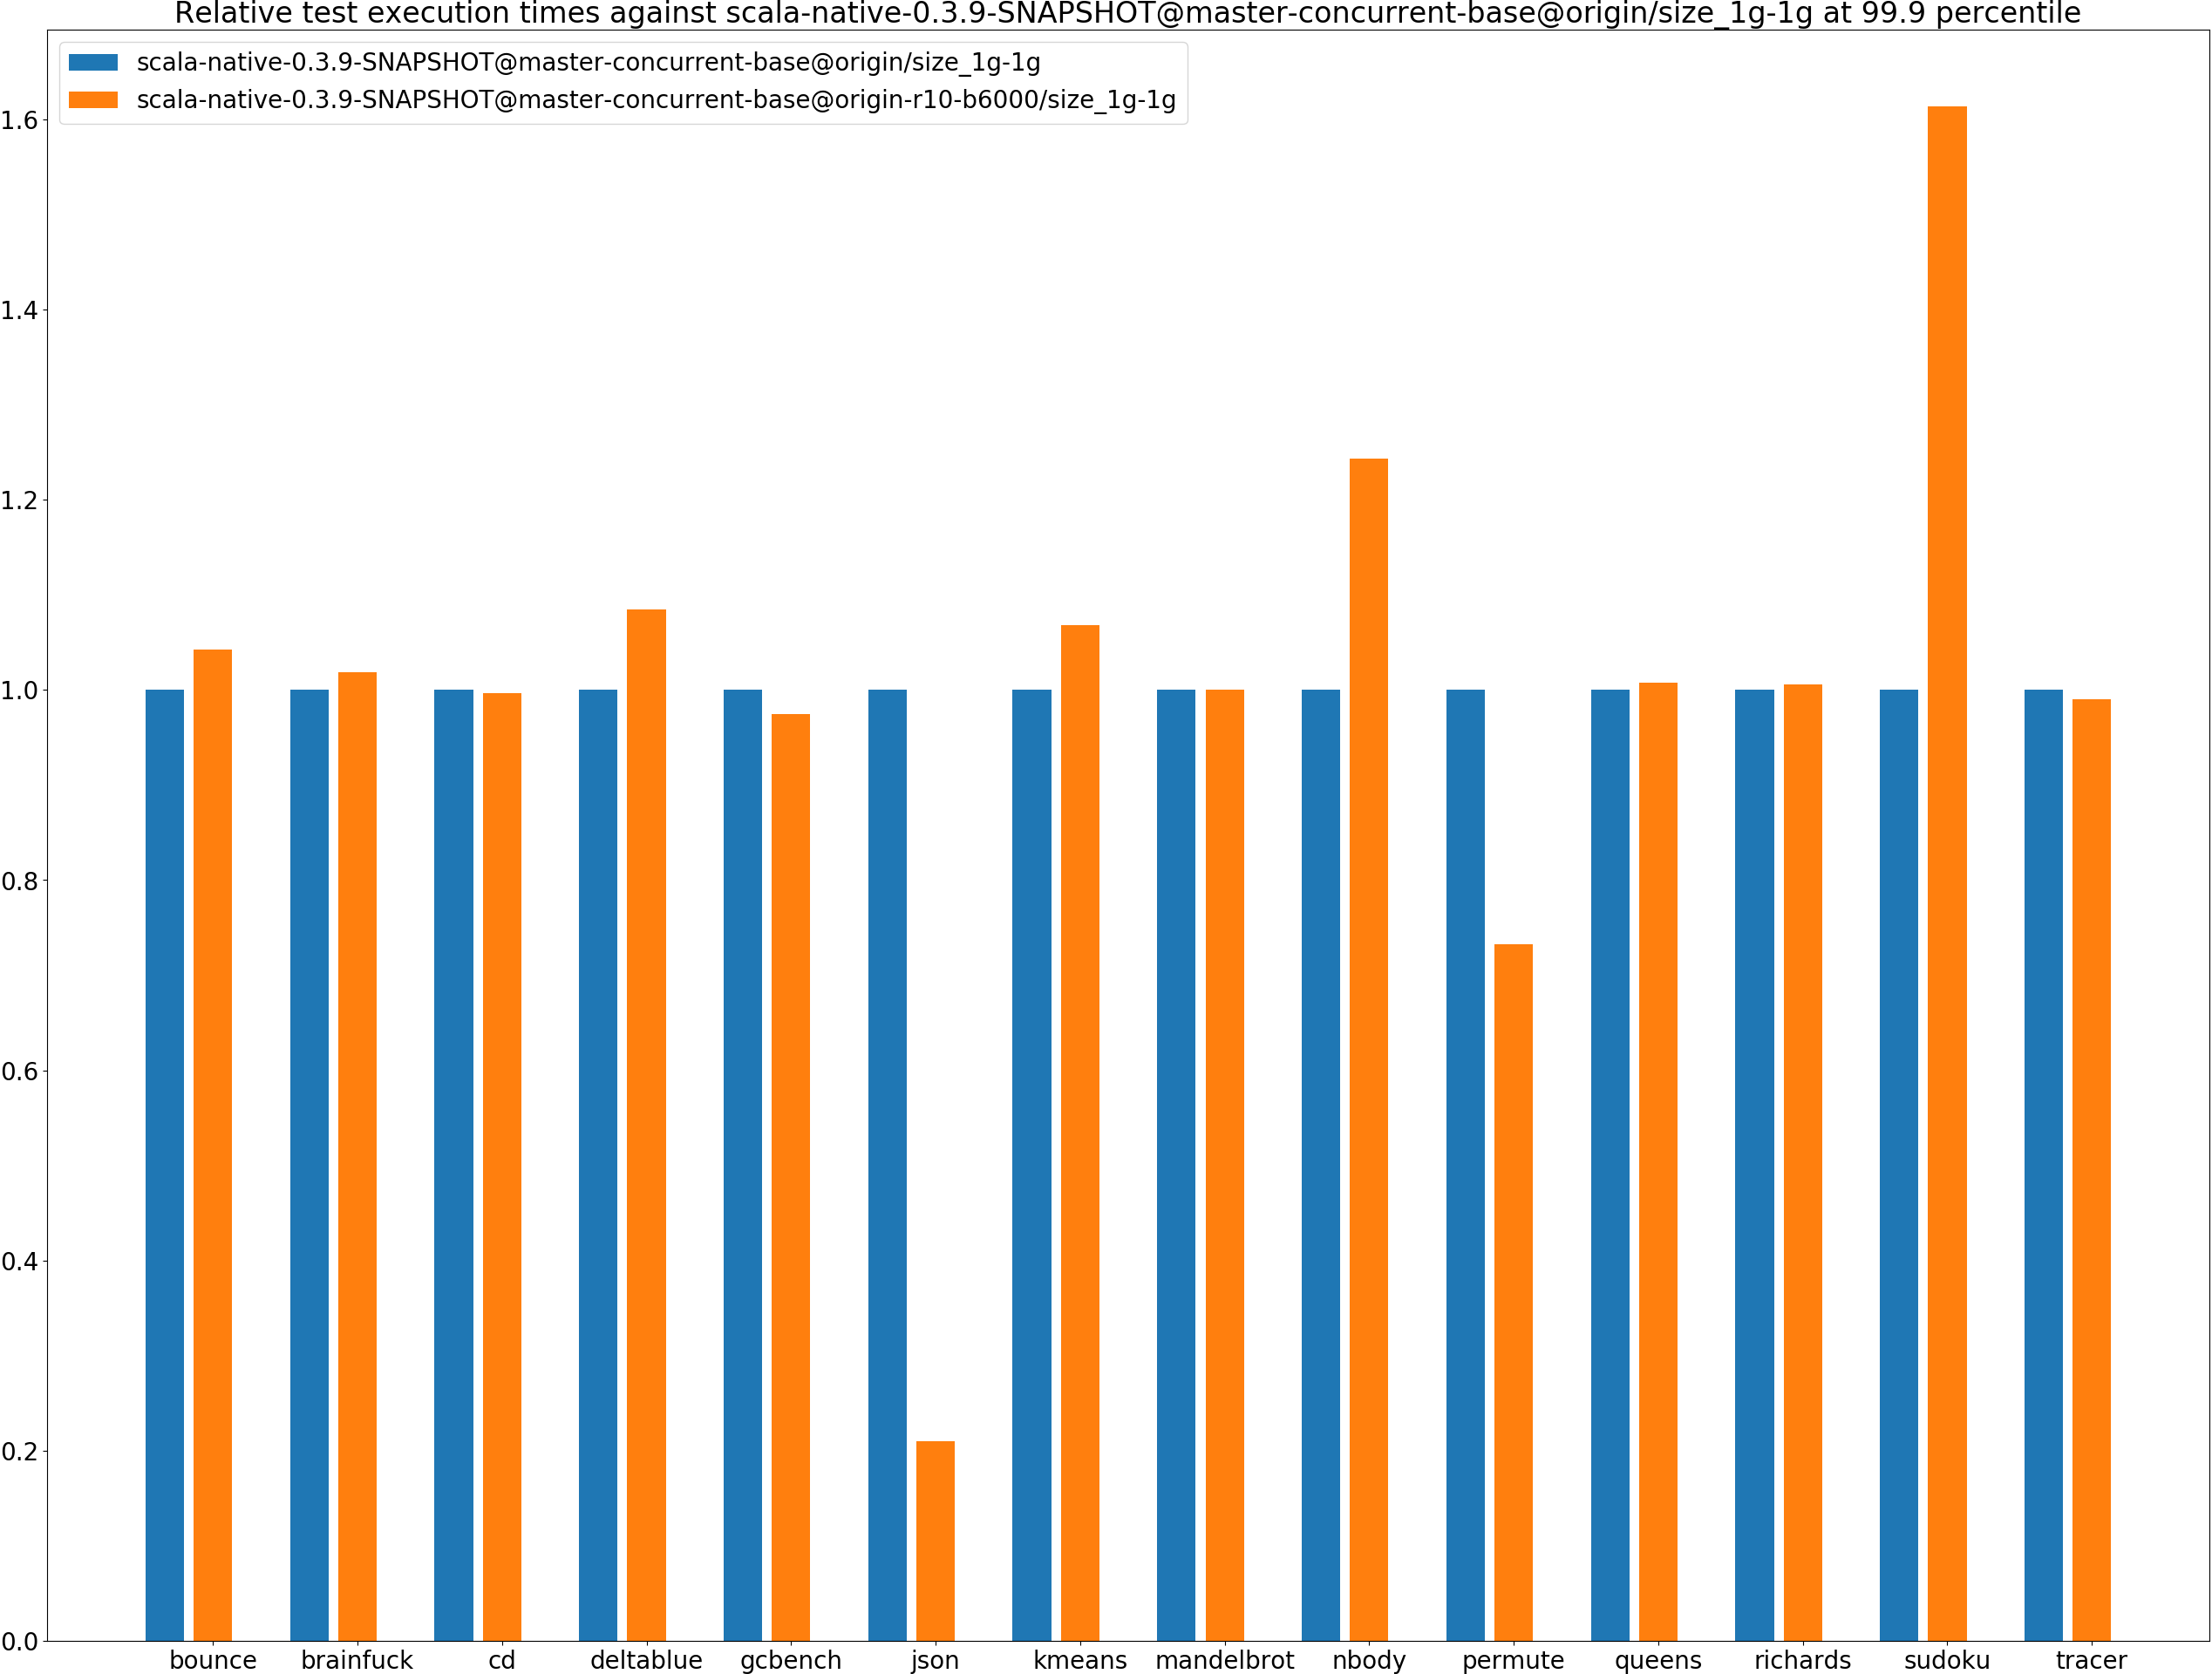 Relative test execution times against scala-native-0.3.9-SNAPSHOT@master-concurrent-base@origin/size_1g-1g at 99.9 percentile
scala-native-0.3.9-SNAPSHOT@master-concurrent-base@origin/size_1g-1g
scala-native-0.3.9-SNAPSHOT@master-concurrent-base@origin-r10-b6000/size_1g-1g
1.6
1.4
1.2
1.0
0.8
0.6
0.4
0.2
0.0
bounce brainfuck cd deltablue gcbench json kmeans mandelbrot nbody permute queens richards sudoku tracer